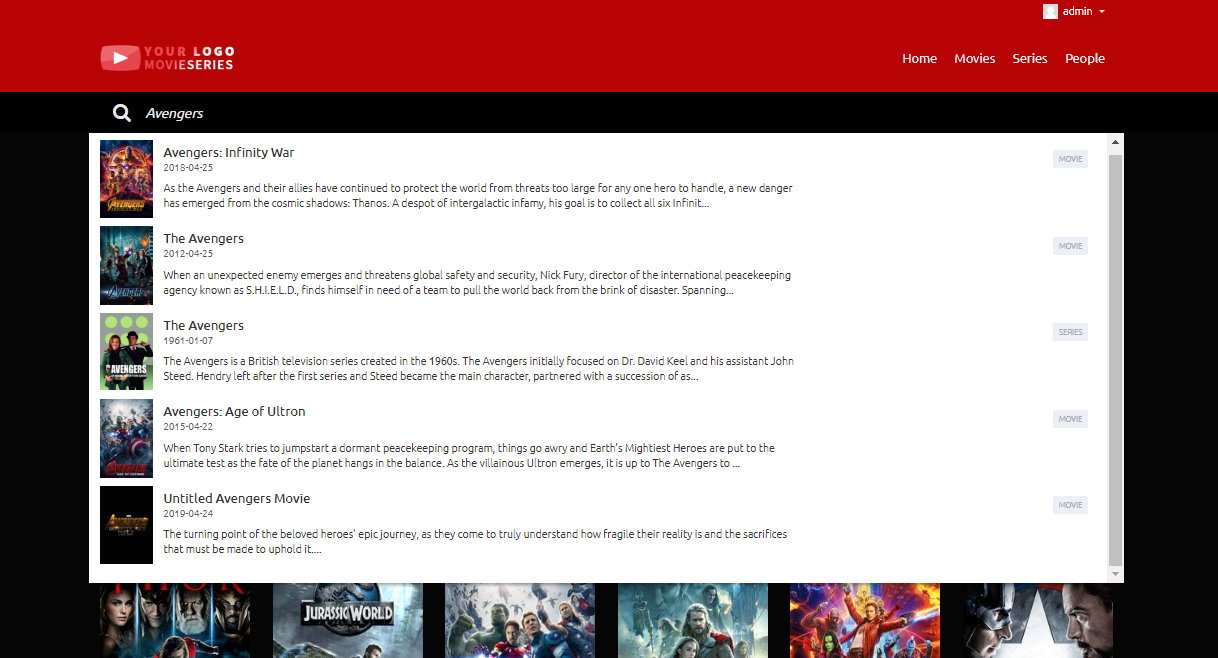 admin
YOUR LOGO
MOVIESERIES
Home Movies Series People
Avengers
Avengers: Infinity War
MOVIE
2018-04-25
As the Avengers and their allies have continued to protect the world from threats too large for any one hero to handle, a new danger
has emerged from the cosmic shadows: Thanos. A despot of intergalactic infamy, his goal is to collect all six Infinit...
AVENGERS
The Avengers
MOVIE
2012-04-25
When an unexpected enemy emerges and threatens global safety and security, Nick Fury, director of the international peacekeeping
agency known as S.H.I.E.L.D., finds himself in need of a team to pull the world back from the brink of disaster. Spanning...
AVENGERS
The Avengers
SERIES
1961-01-07
The Avengers is a British television series created in the 1960s. The Avengers initially focused on Dr. David Keel and his assistant John
Steed. Hendry left after the first series and Steed became the main character, partnered with a succession of as...
AVENGERS
Avengers: Age of Ultron
MOVIE
2015-04-22
When Tony Stark tries to jumpstart a dormant peacekeeping program, things go awry and Earth's Mightiest Heroes are put to the
ultimate test as the fate of the planet hangs in the balance. As the villainous Ultron emerges, it is up to The Avengers to ...
AVENGERS
Untitled Avengers Movie
MOVIE
2019-04-24
The turning point of the beloved heroes' epic journey, as they come to truly understand how fragile their reality is and the sacrifices
that must be made to uphold it....
AVENGERS
THOR
JURASSIC WORLD